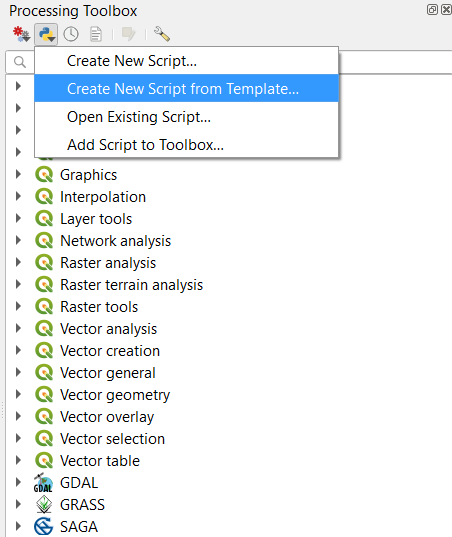 Processing Toolbox
Create New Script...
Create New Script from Template...
Open Existing Script...
Add Script to Toolbox...
Graphics
Interpolation
Layer tools
Network analysis
Raster analysis
Raster terrain analysis
Raster tools
Vector analysis
Vector creation
Vector general
Vector geometry
Vector overlay
Vector selection
Vector table
GDAL GDAL
GRASS
SAGA